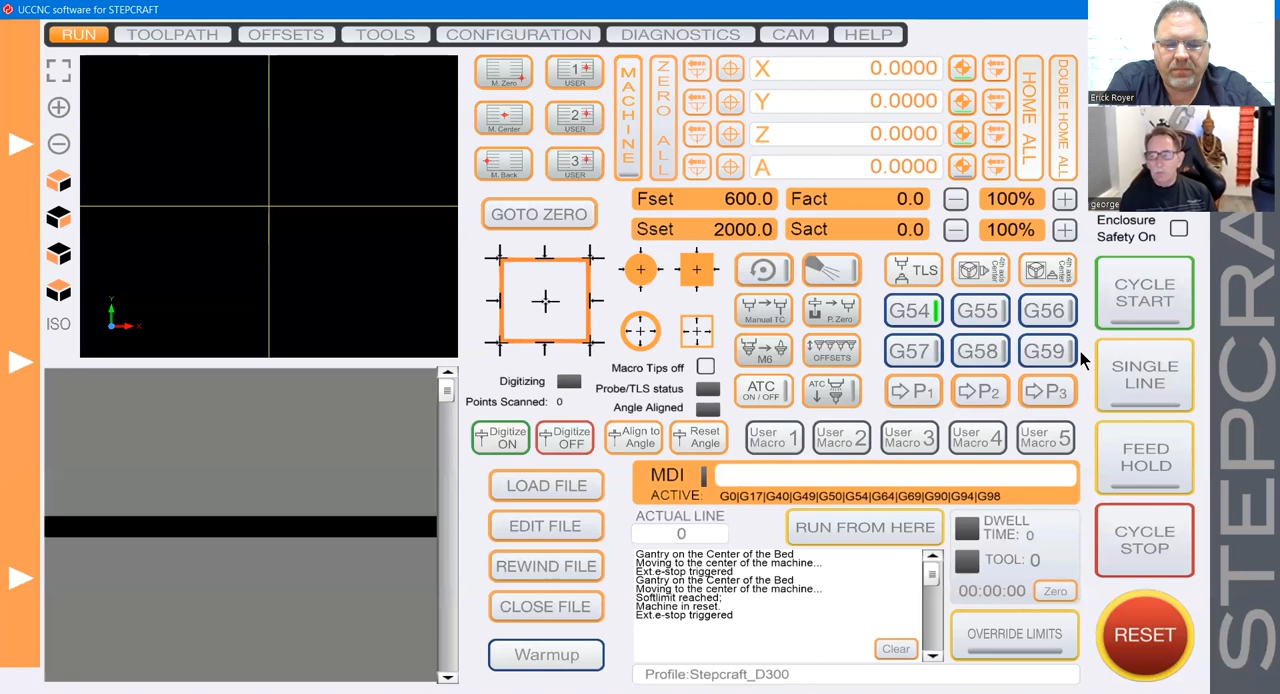 UCCNC software for STEPCRAFT
RUN
TOOLPATH
OFFSETS
TOOLS
CONFIGURATION
DIAGNOSTICS
CAM
HELP
Erick Royer
george
ISO
M. Zero
1
USER
M. Center
2
USER
M. Back
3
USER
MACHINE
ZERO ALL
X 0.0000
Y 0.0000
Z 0.0000
A 0.0000
HOME ALL
DOUBLE HOME ALL
GOTO ZERO
Fset 600.0
Fact 0.0
100%
Sset 2000.0
Sact 0.0
100%
Enclosure
Safety On
TLS
4th axis
Center
4th axis
Center
Manual TC
P. Zero
G54
G55
G56
M6
OFFSETS
G57
G58
G59
Macro Tips off
Digitizing
Probe/TLS status
Points Scanned: 0
Angle Aligned
ATC
ON / OFF
ATC
P1
P2
P3
Digitize
ON
Digitize
OFF
Align to
Angle
Reset
Angle
User
Macro 1
User
Macro 2
User
Macro 3
User
Macro 4
User
Macro 5
CYCLE
START
SINGLE
LINE
FEED
HOLD
CYCLE
STOP
RESET
LOAD FILE
EDIT FILE
REWIND FILE
CLOSE FILE
Warmup
MDI
ACTIVE: G0|G17|G40|G49|G50|G54|G64|G69|G90|G94|G98
ACTUAL LINE
0
RUN FROM HERE
DWELL
TIME: 0
TOOL: 0
00:00:00
Zero
Gantry on the Center of the Bed
Moving to the center of the machine...
Ext.e-stop triggered
Gantry on the Center of the Bed
Moving to the center of the machine...
Softlimit reached;
Machine in reset.
Ext.e-stop triggered
Clear
OVERRIDE LIMITS
Profile:Stepcraft_D300
STEPCRA